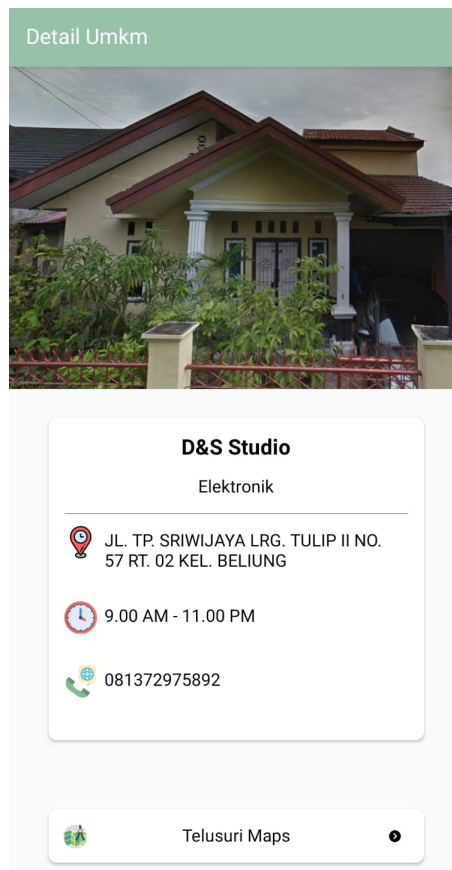 Detail Umkm
D&S Studio
Elektronik
JL. TP. SRIWIJAYA LRG. TULIP II NO.
57 RT. 02 KEL. BELIUNG
9.00 AM - 11.00 PM
081372975892
Telusuri Maps